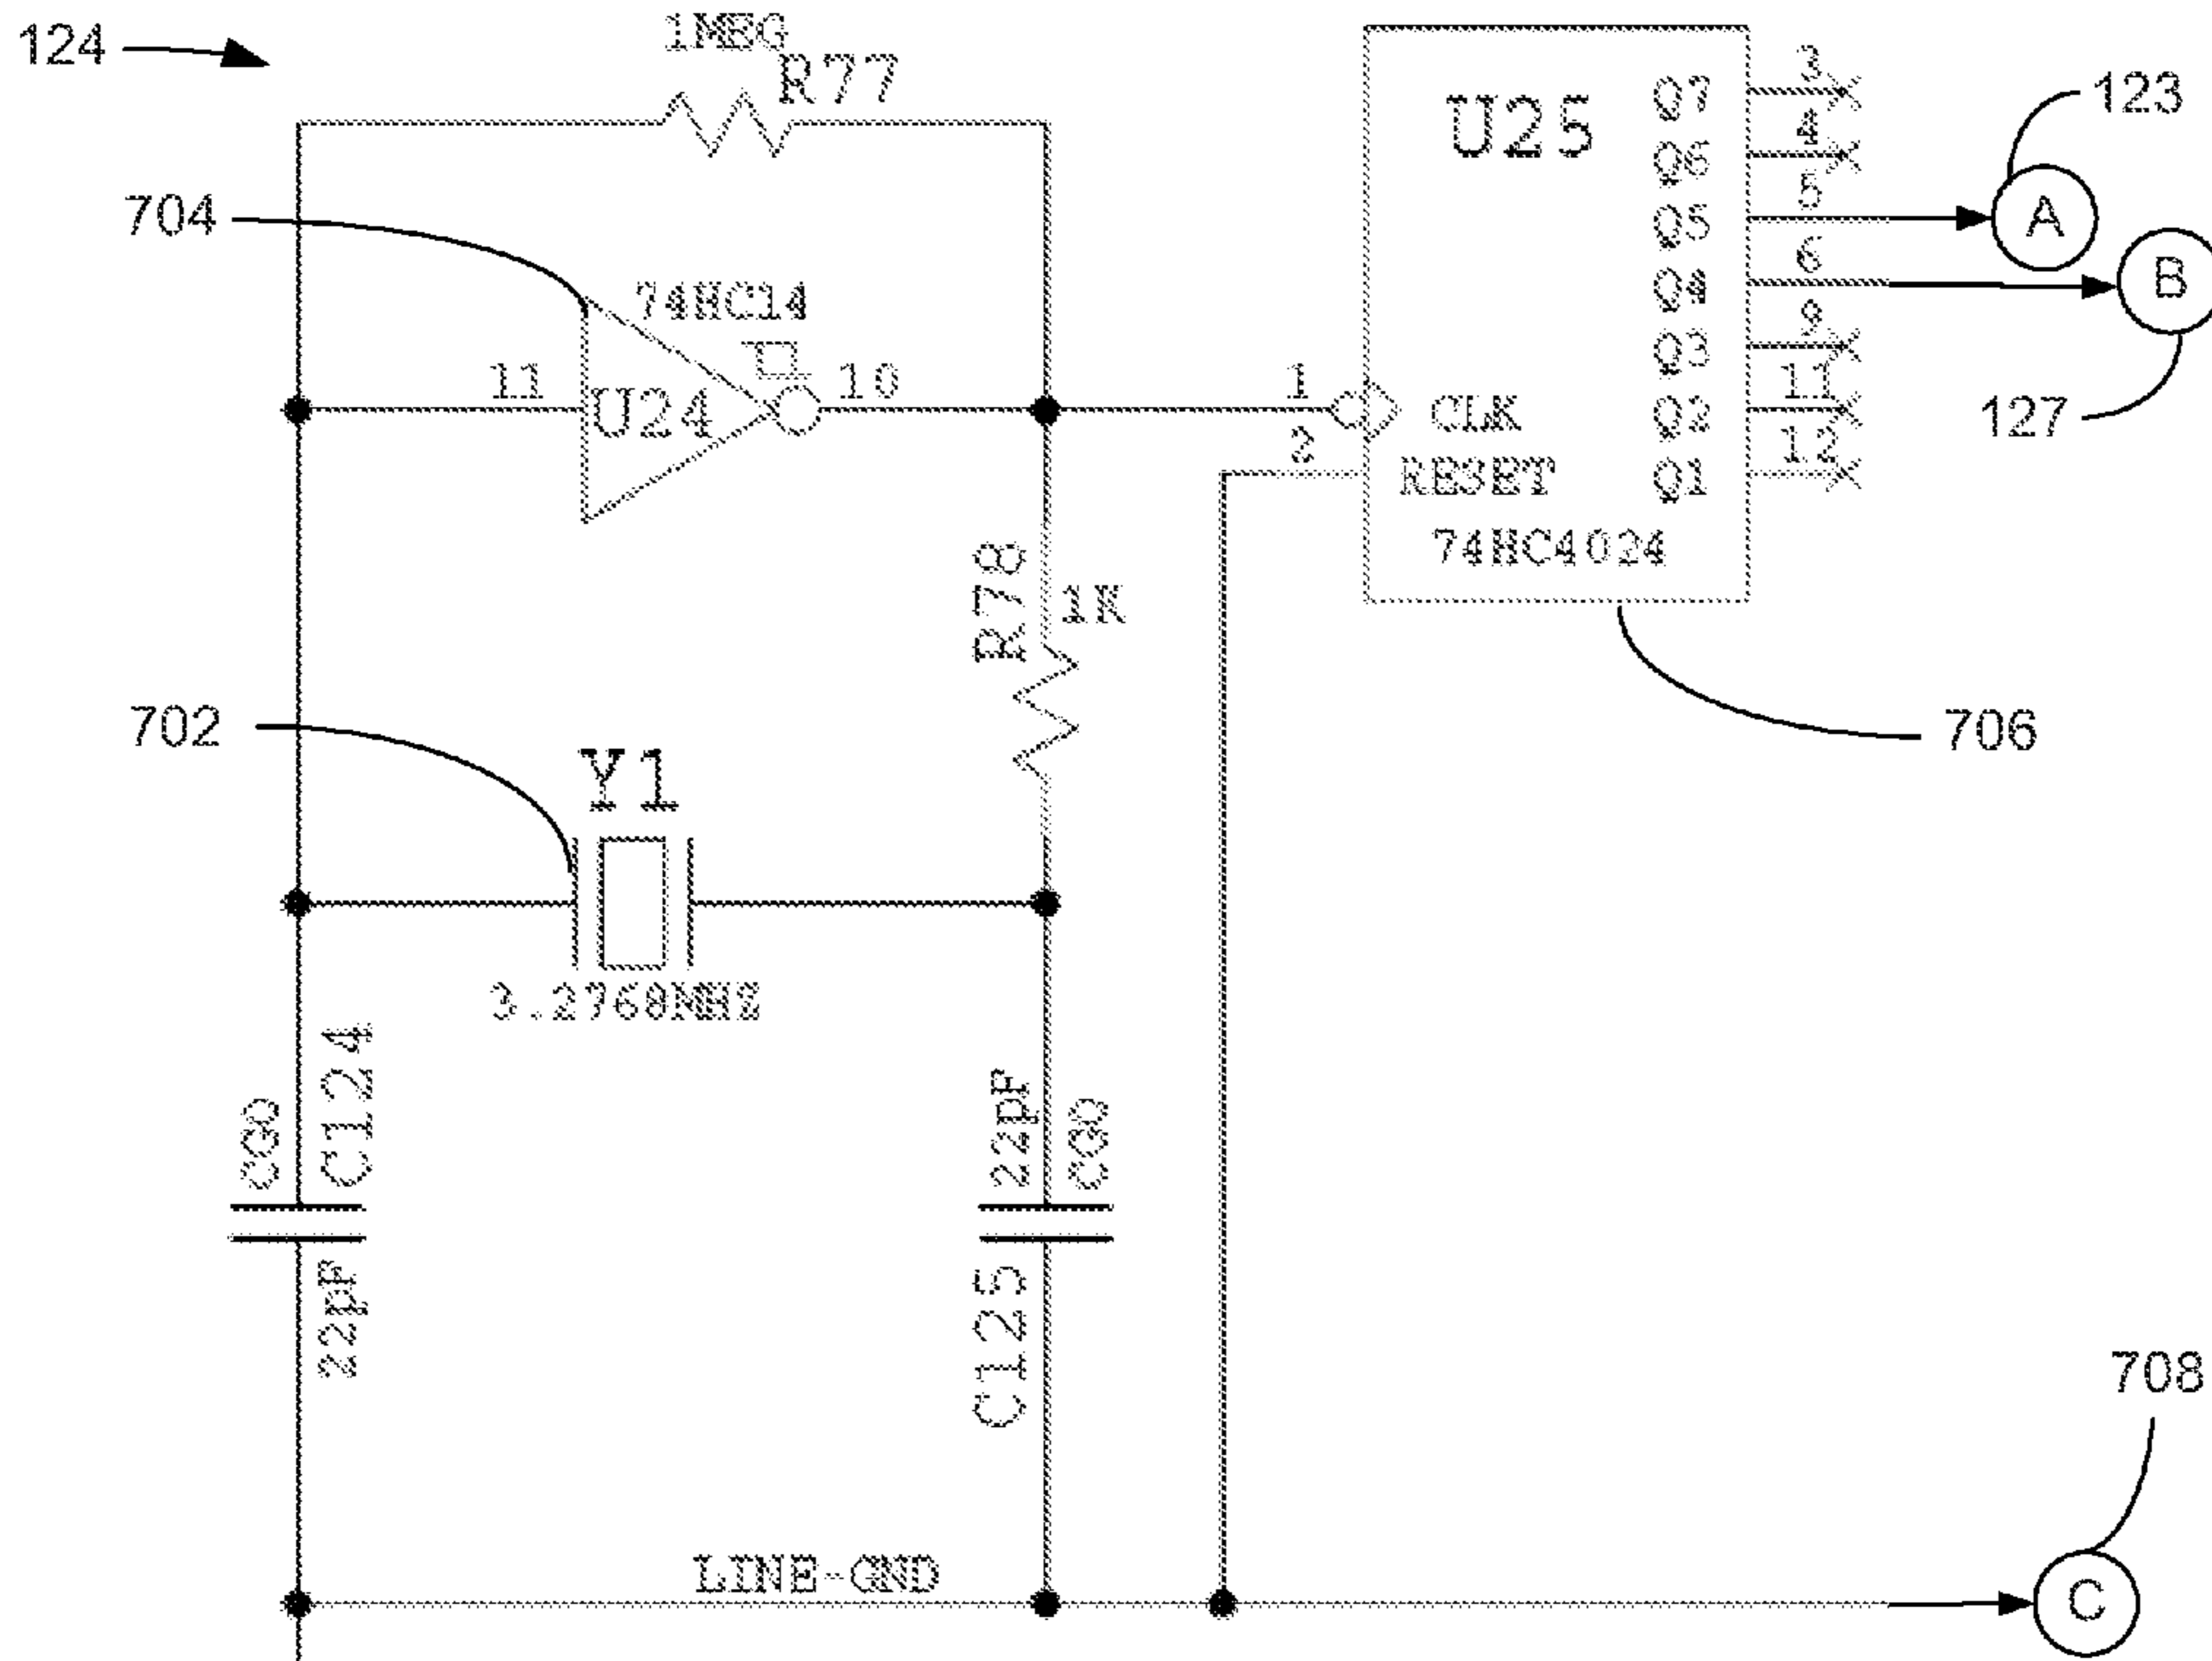 124
1MEG
R77
704
74HC14
11
U24
10
1
CLK
2
RESET
U25
Q7
3
Q6
4
Q5
5
Q4
6
Q3
9
Q2
11
Q1
12
74HC4024
123
A
B
127
706
R78
1K
702
Y1
3.2768MHZ
CGO
C124
22pF
22pF
CGO
C125
LINE-GND
708
C